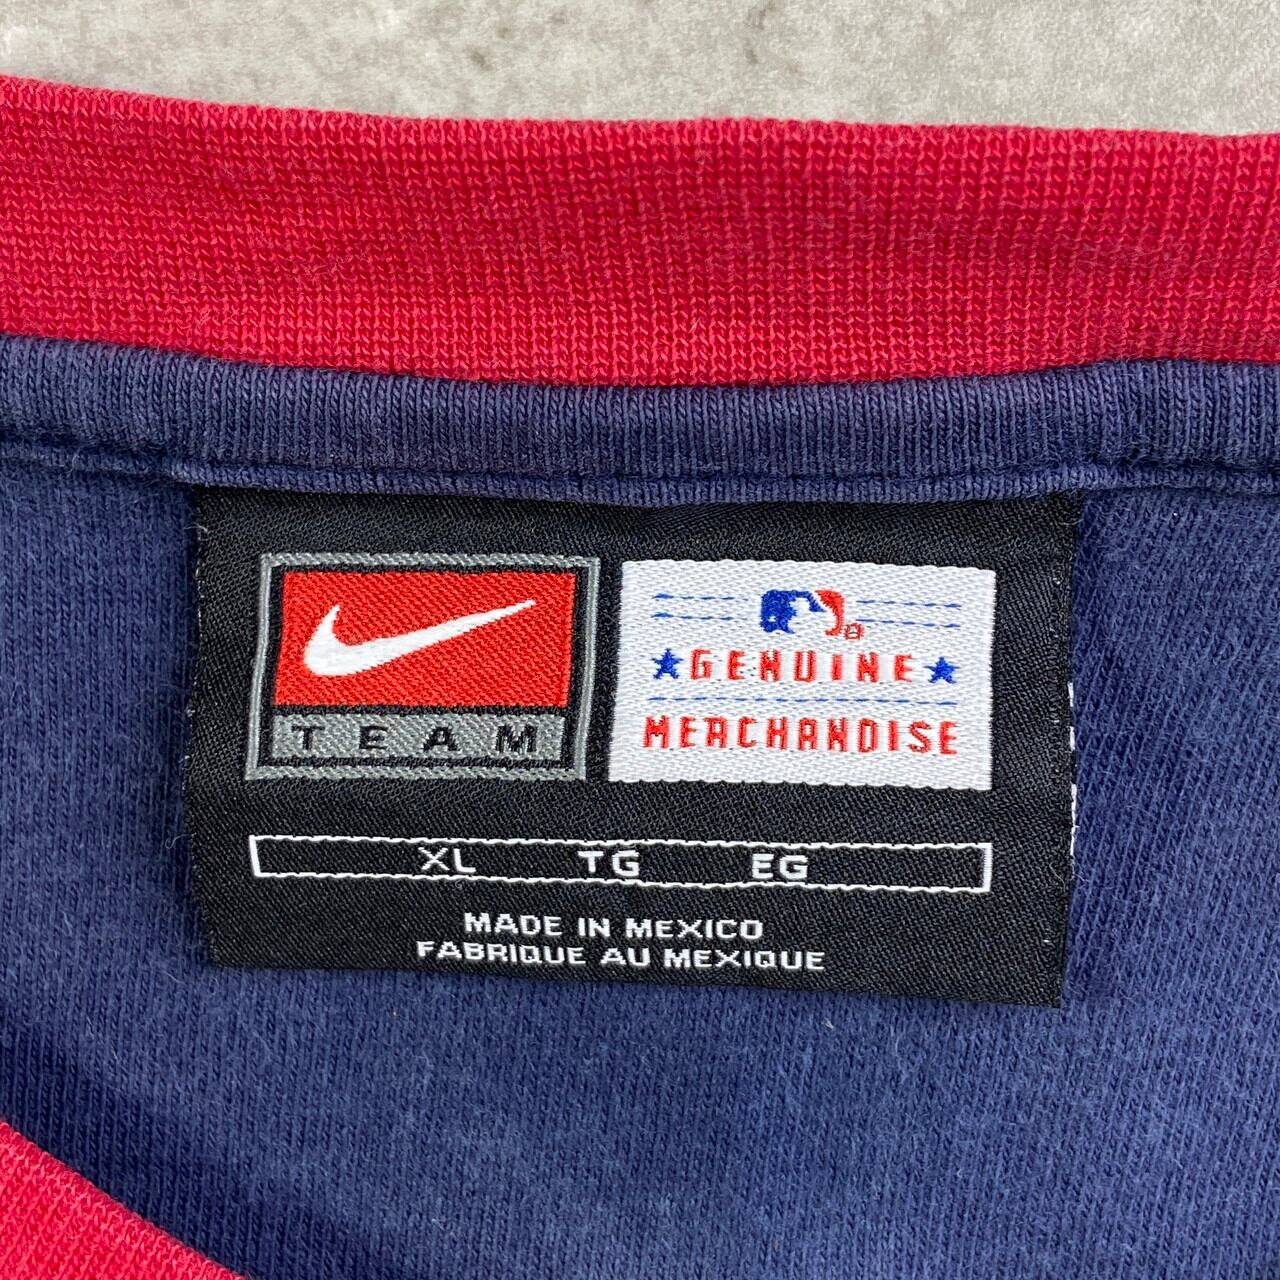 TEAM
GENUINE
MERCHANDISE
XL TG EG
MADE IN MEXICO
FABRIQUE AU MEXIQUE